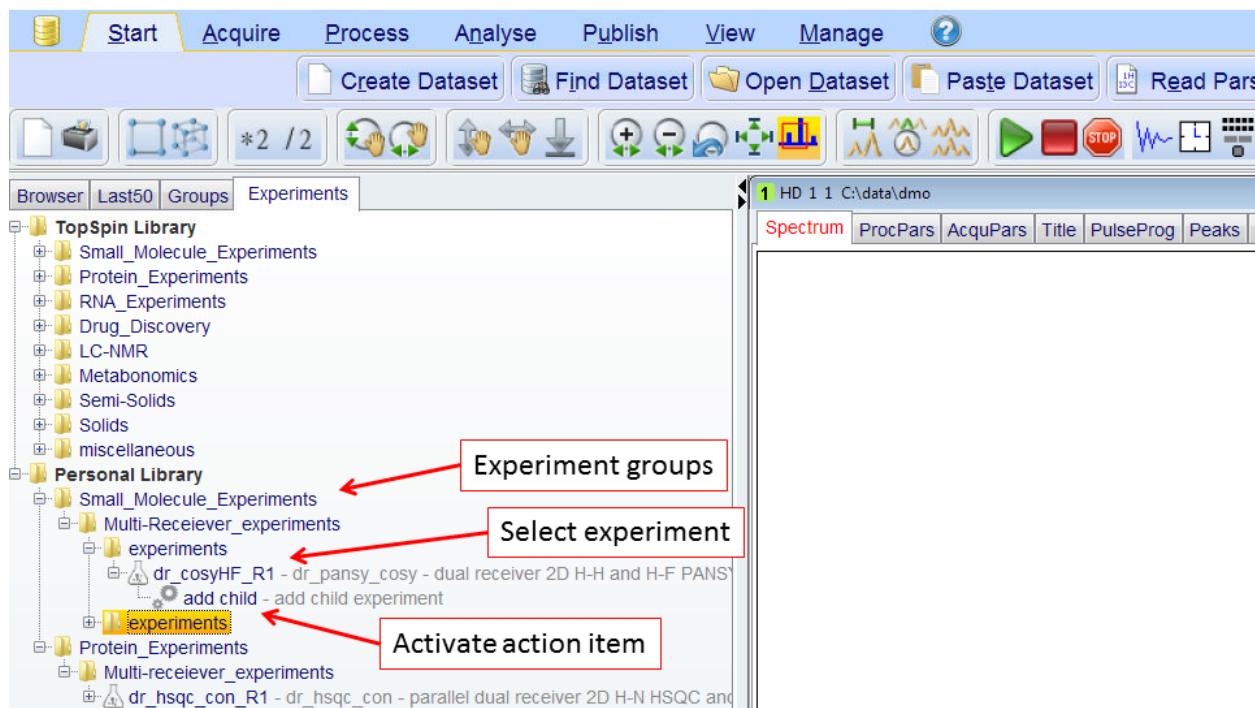 Start Acquire Process Analyse Publish View Manage ?
Create Dataset Find Dataset Open Dataset Paste Dataset 1H 13C Read Pars
*2 /2 STOP
Browser Last50 Groups Experiments
1 HD 1 1 C:\data\dmo
Spectrum ProcPars AcquPars Title PulseProg Peaks
TopSpin Library
Small_Molecule_Experiments
Protein_Experiments
RNA_Experiments
Drug_Discovery
LC-NMR
Metabonomics
Semi-Solids
Solids
miscellaneous
Personal Library
Experiment groups
Small_Molecule_Experiments
Multi-Receiever_experiments
Select experiment
experiments
dr_cosyHF_R1 - dr_pansy_cosy - dual receiver 2D H-H and H-F PANSY
add child - add child experiment
experiments
Activate action item
Protein_Experiments
Multi-receiever_experiments
dr_hsqc_con_R1 - dr_hsqc_con - parallel dual receiver 2D H-N HSQC and